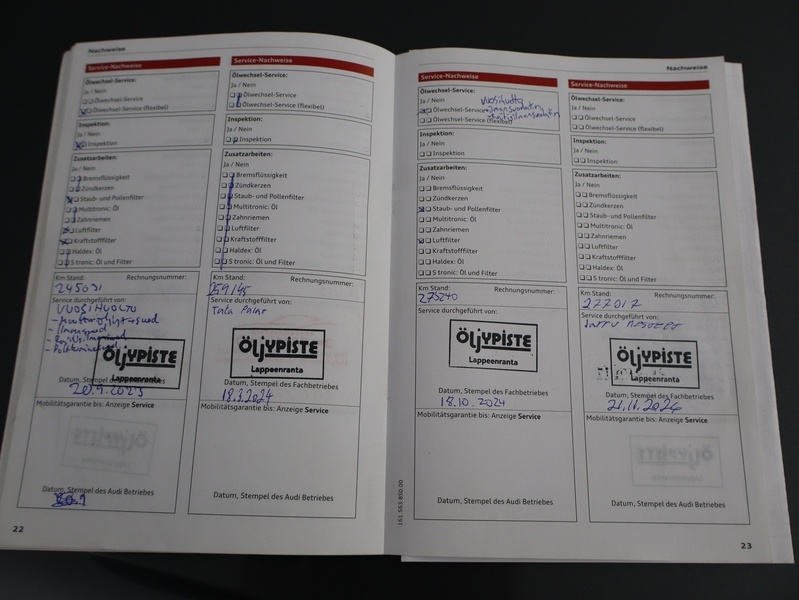 Nachweise
Service-Nachweise
Ölwechsel-Service:
Ja / Nein
Ölwechsel-Service
Ölwechsel-Service (flexibel)
Inspektion:
Ja / Nein
Inspektion
Zusatzarbeiten:
Ja / Nein
Bremsflüssigkeit
Zündkerzen
Staub- und Pollenfilter
Multitronic: Öl
Zahnriemen
Luftfilter
Kraftstofffilter
Haldex: Öl
S tronic: Öl und Filter
Km Stand: Rechnungsnummer:
245031
Service durchgeführt von:
VUOSIHUOLTO
ÖLJYPISTE
Lappeenranta
Datum, Stempel des Fachbetriebes
20.9.2023
Mobilitätsgarantie bis: Anzeige Service
ÖLJYPISTE
Datum, Stempel des Audi Betriebes
22
Service-Nachweise
Ölwechsel-Service:
Ja / Nein
Ölwechsel-Service
Ölwechsel-Service (flexibel)
Inspektion:
Ja / Nein
Inspektion
Zusatzarbeiten:
Ja / Nein
Bremsflüssigkeit
Zündkerzen
Staub- und Pollenfilter
Multitronic: Öl
Zahnriemen
Luftfilter
Kraftstofffilter
Haldex: Öl
S tronic: Öl und Filter
Km Stand: Rechnungsnummer:
259145
Service durchgeführt von:
ÖLJYPISTE
Lappeenranta
Datum, Stempel des Fachbetriebes
18.3.2024
Mobilitätsgarantie bis: Anzeige Service
Datum, Stempel des Audi Betriebes
161.563.850.00
Service-Nachweise
Ölwechsel-Service:
Ja / Nein
Vuosihuolto
Ölwechsel-Service
Ölwechsel-Service (flexibel)
Inspektion:
Ja / Nein
Inspektion
Zusatzarbeiten:
Ja / Nein
Bremsflüssigkeit
Zündkerzen
Staub- und Pollenfilter
Multitronic: Öl
Zahnriemen
Luftfilter
Kraftstofffilter
Haldex: Öl
S tronic: Öl und Filter
Km Stand: Rechnungsnummer:
275240
Service durchgeführt von:
ÖLJYPISTE
Lappeenranta
Datum, Stempel des Fachbetriebes
18.10.2024
Mobilitätsgarantie bis: Anzeige Service
Datum, Stempel des Audi Betriebes
Nachweise
Service-Nachweise
Ölwechsel-Service:
Ja / Nein
Ölwechsel-Service
Ölwechsel-Service (flexibel)
Inspektion:
Ja / Nein
Inspektion
Zusatzarbeiten:
Ja / Nein
Bremsflüssigkeit
Zündkerzen
Staub- und Pollenfilter
Multitronic: Öl
Zahnriemen
Luftfilter
Kraftstofffilter
Haldex: Öl
S tronic: Öl und Filter
Km Stand: Rechnungsnummer:
277017
Service durchgeführt von:
ÖLJYPISTE
Lappeenranta
Datum, Stempel des Fachbetriebes
21.11.2024
Mobilitätsgarantie bis: Anzeige Service
ÖLJYPISTE
Datum, Stempel des Audi Betriebes
23